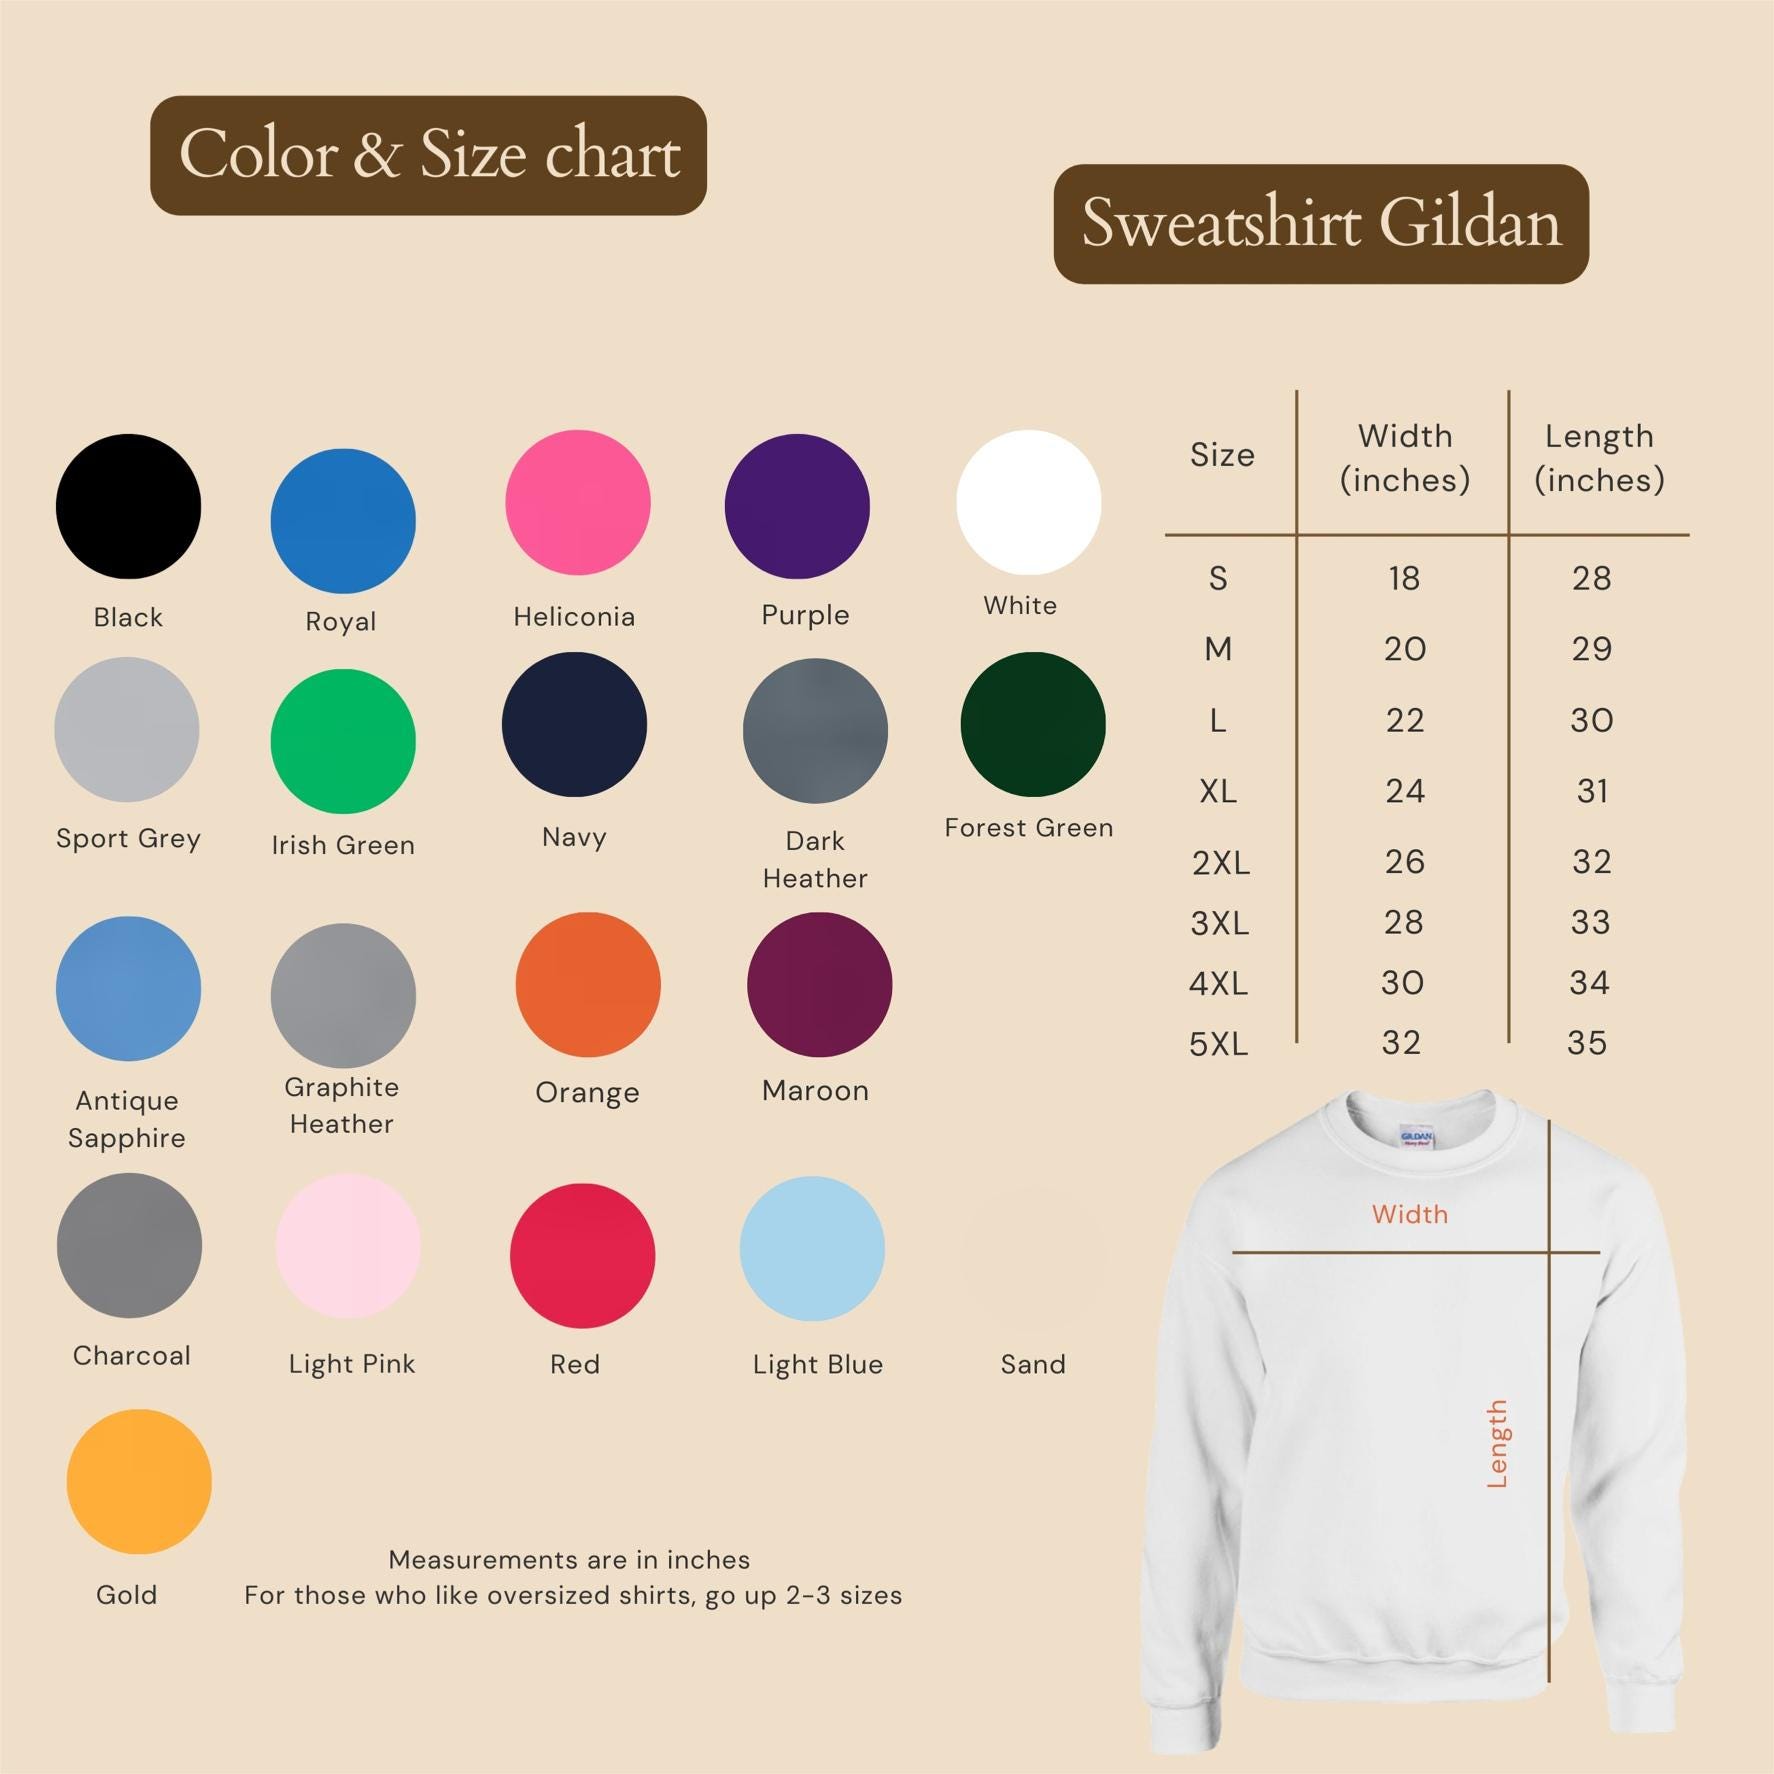 Color & Size chart
Sweatshirt Gildan
Black
Royal
Heliconia
Purple
White
Sport Grey
Irish Green
Navy
Dark
Heather
Forest Green
Antique
Sapphire
Graphite
Heather
Orange
Maroon
Charcoal
Light Pink
Red
Light Blue
Sand
Gold
Measurements are in inches
For those who like oversized shirts, go up 2-3 sizes
Size Width (inches) Length (inches)
S 18 28
M 20 29
L 22 30
XL 24 31
2XL 26 32
3XL 28 33
4XL 30 34
5XL 32 35
GILDAN
Heavy Blend
Width
Length